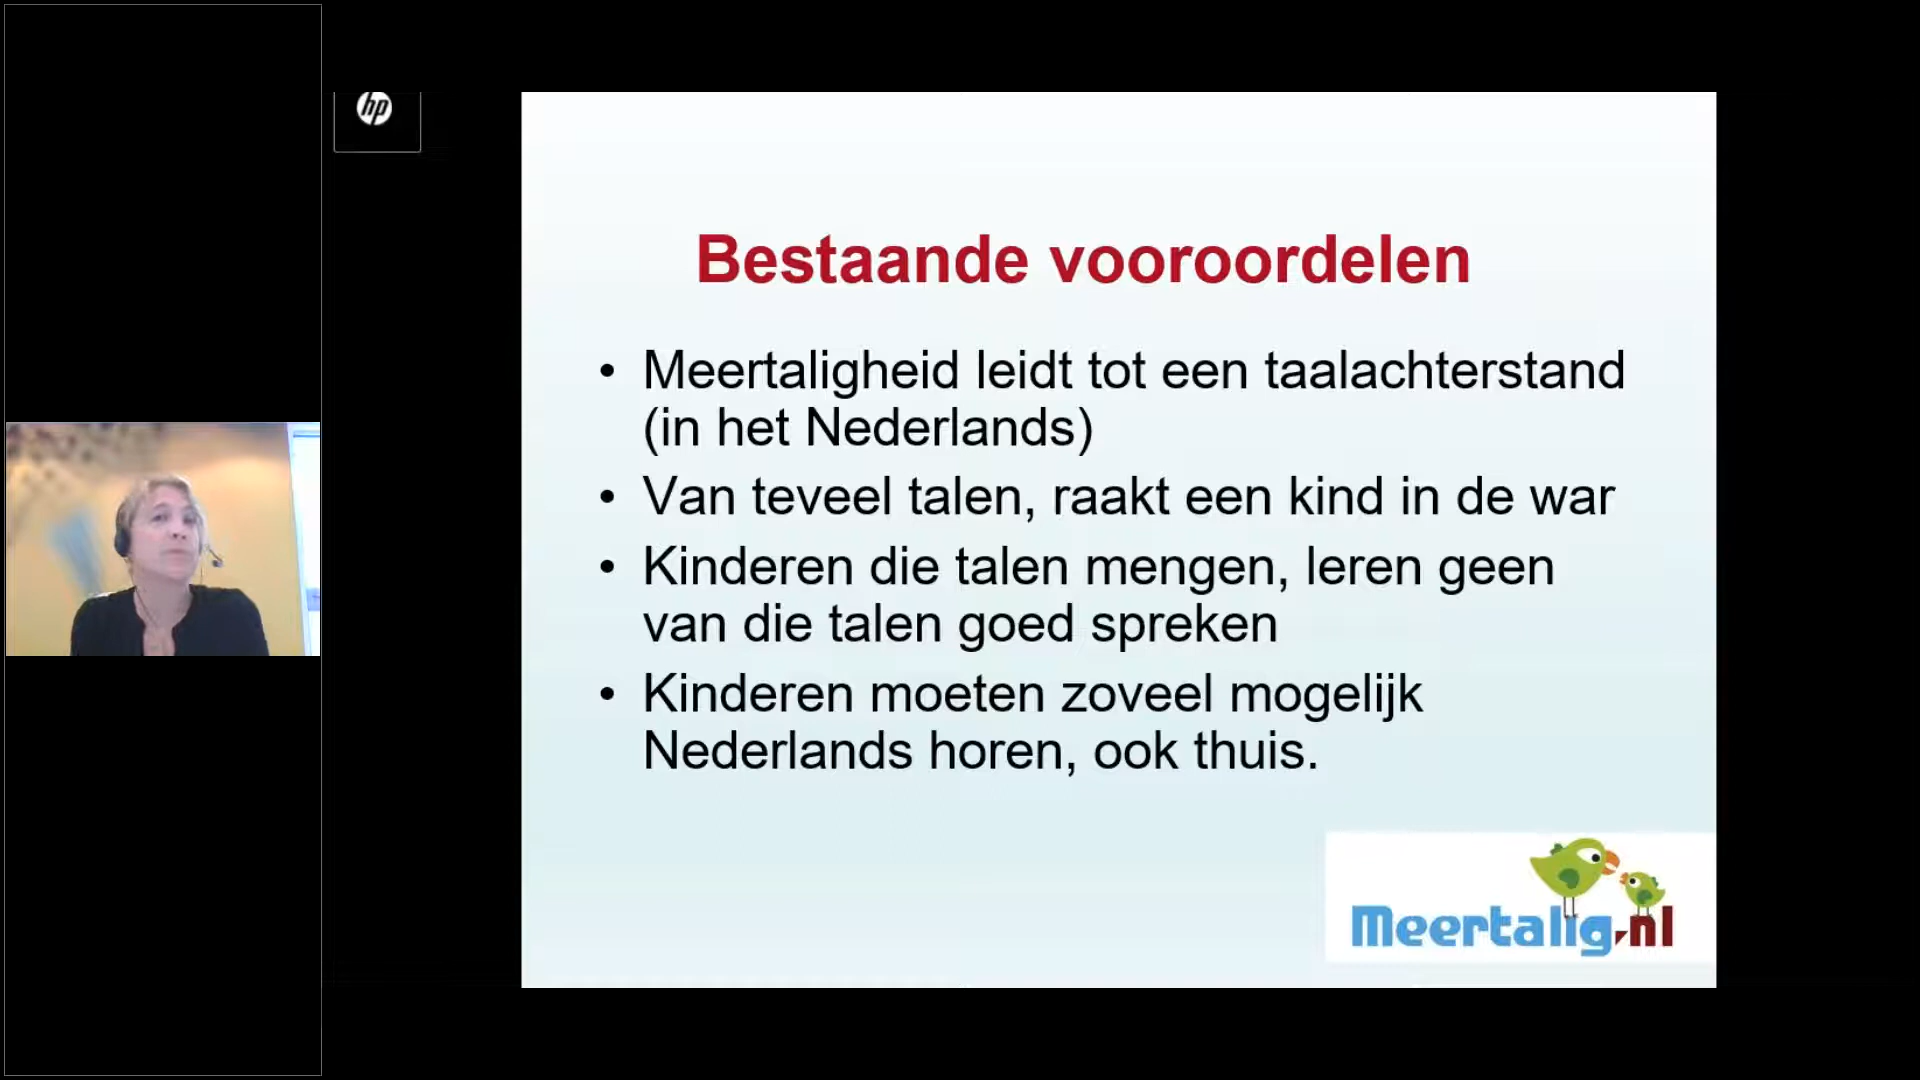 hp
Bestaande vooroordelen
• Meertaligheid leidt tot een taalachterstand
(in het Nederlands)
• Van teveel talen, raakt een kind in de war
• Kinderen die talen mengen, leren geen
van die talen goed spreken
• Kinderen moeten zoveel mogelijk
Nederlands horen, ook thuis.
Meertalig.nl